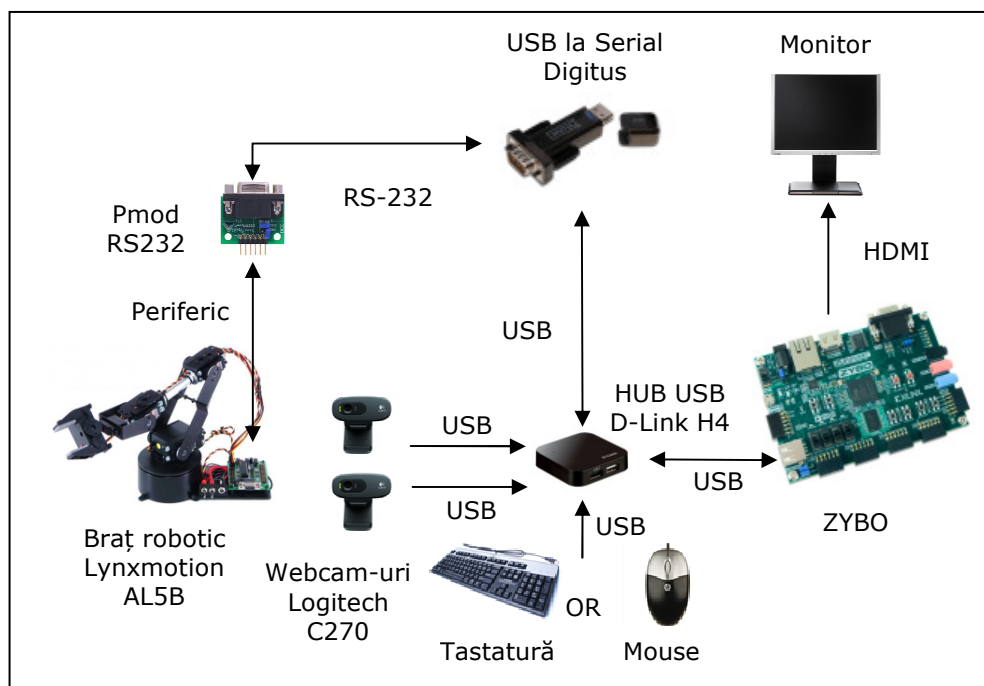 USB la Serial
Digitus
Monitor
RS-232
Pmod
RS232
HDMI
Periferic
USB
ZYBO
HUB USB
D-Link H4
USB
USB
USB
USB
ZYBO
Braț robotic
Lynxmotion
AL5B
Webcam-uri
Logitech
C270
OR
Tastatură
Mouse